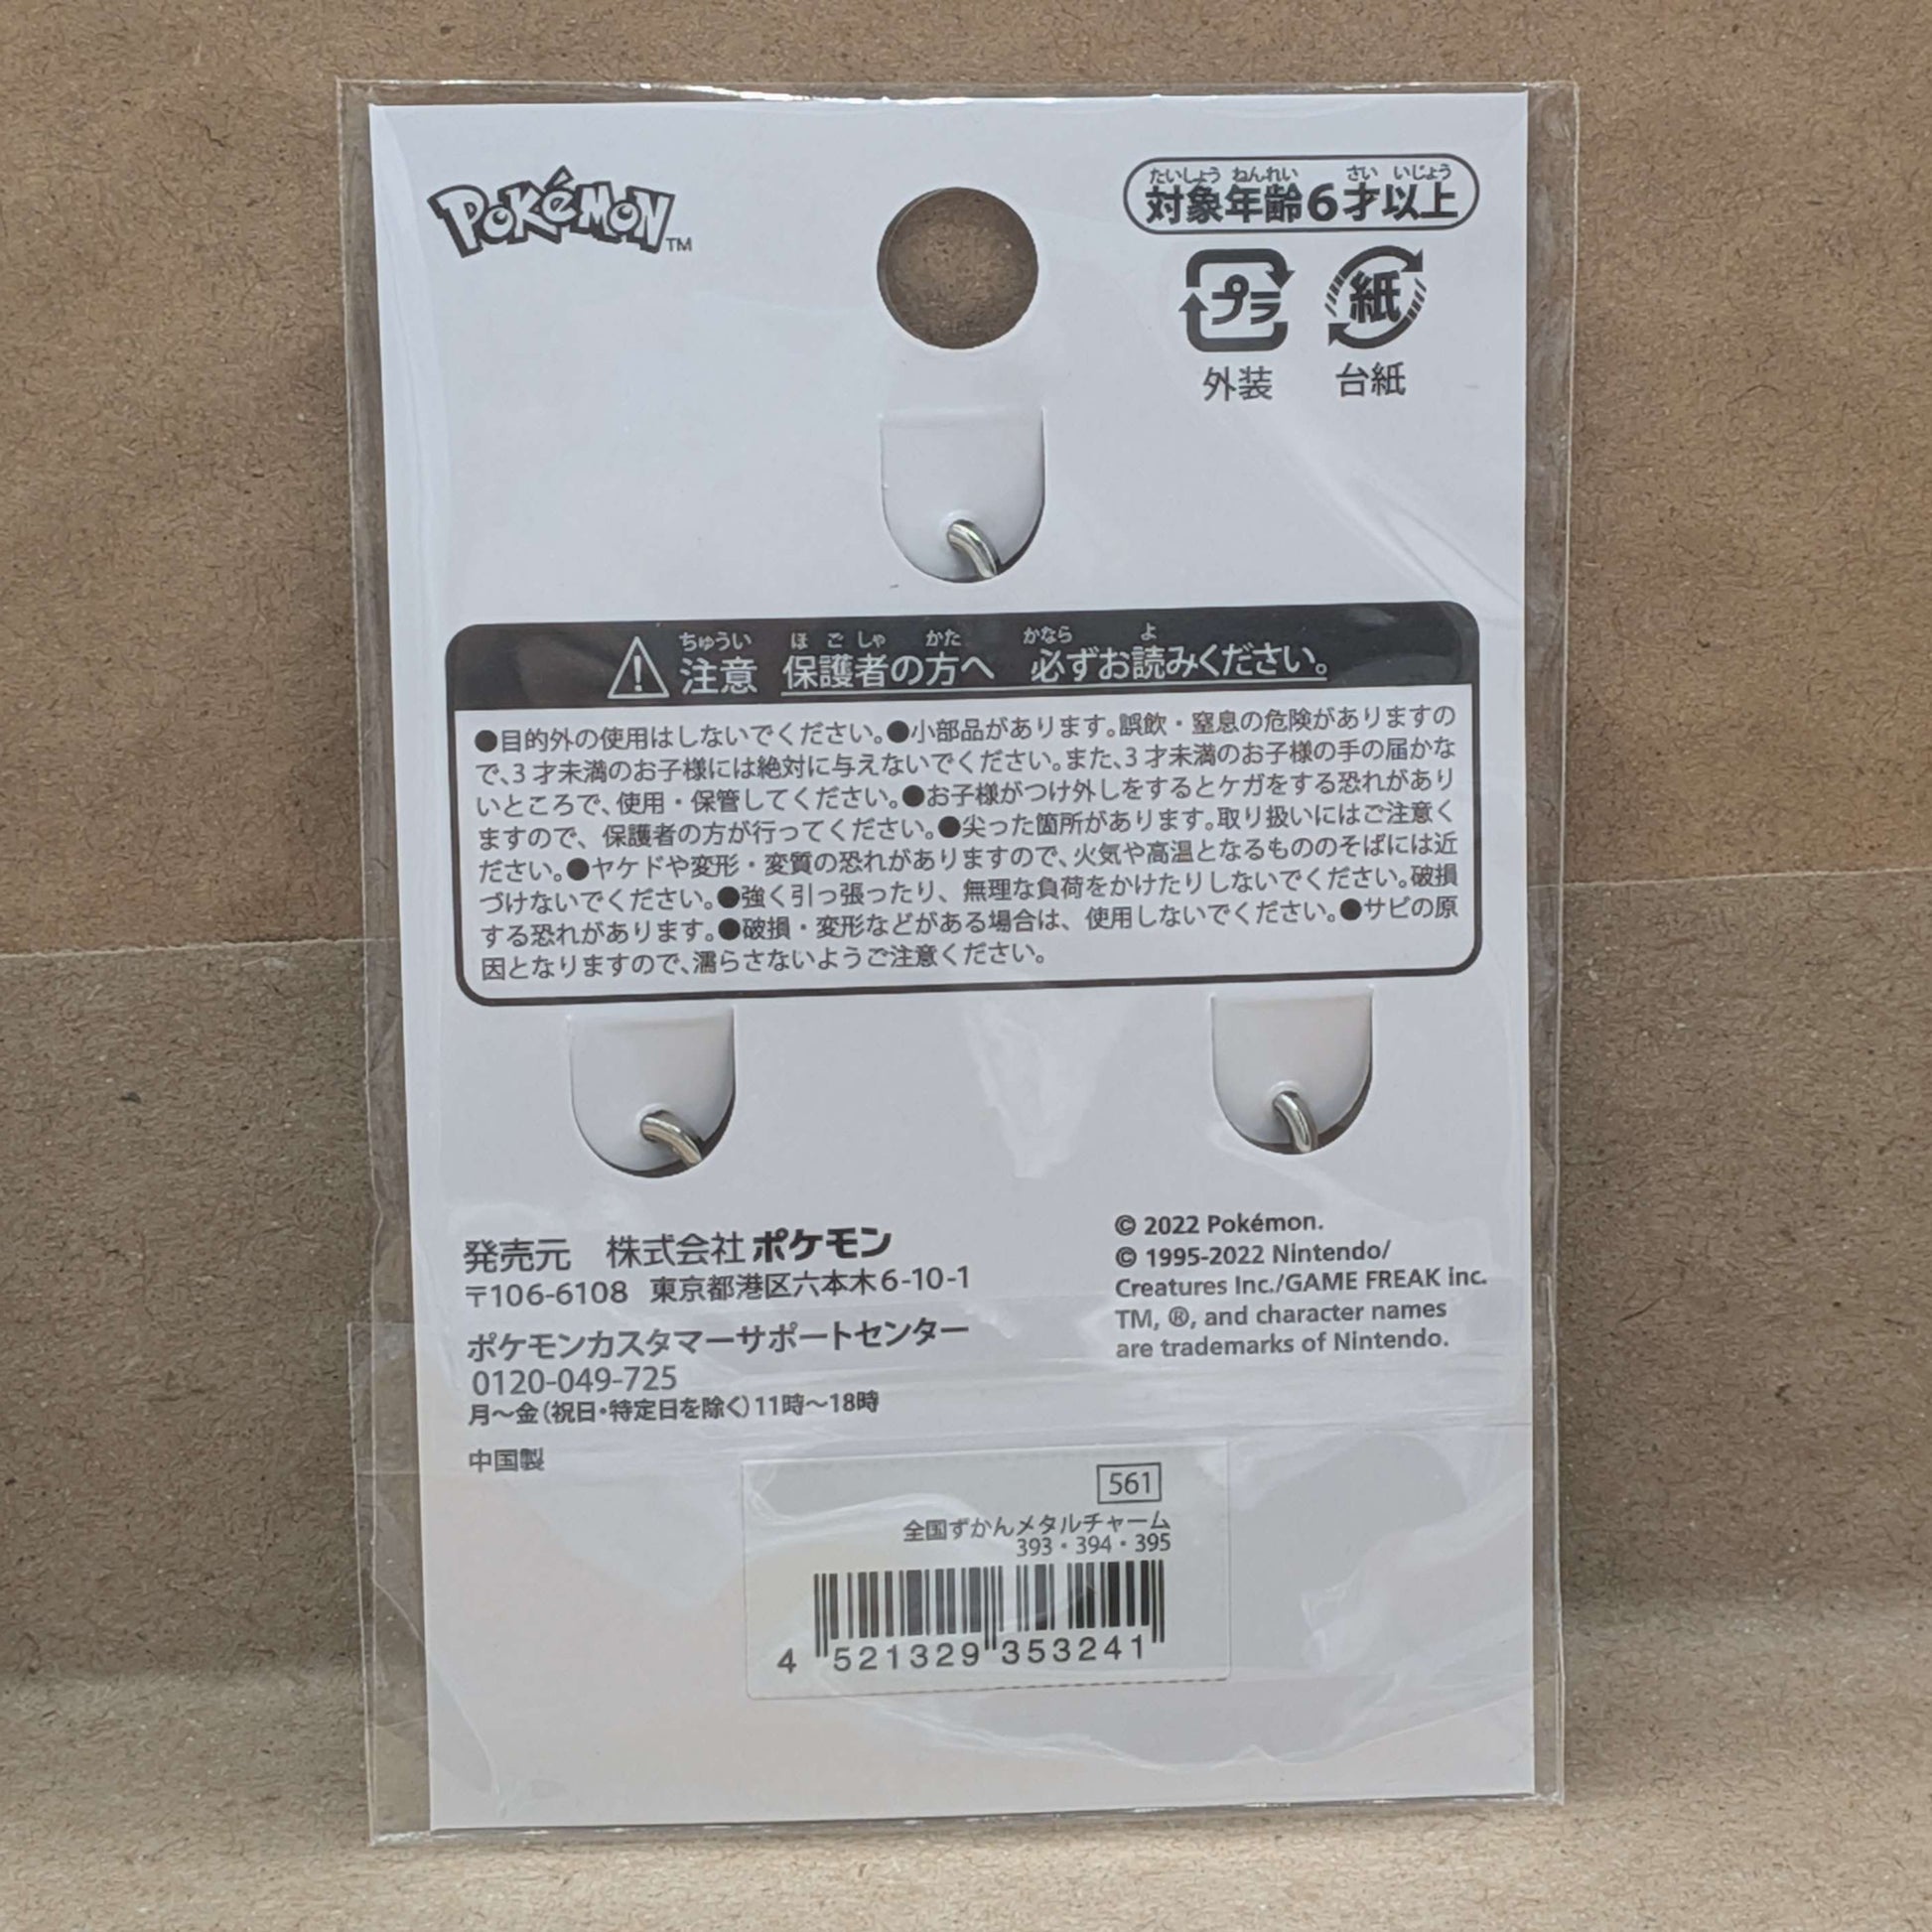 Pokémon™
たいしょう ねんれい さい いじょう
対象年齢6才以上
プラ 紙
外装 台紙
ちゅうい ほごしゃ かた かなら よ
注意 保護者の方へ 必ずお読みください。
●目的外の使用はしないでください。●小部品があります。誤飲・窒息の危険がありますの
で、3才未満のお子様には絶対に与えないでください。また、3才未満のお子様の手の届かな
いところで、使用・保管してください。●お子様がつけ外しをするとケガをする恐れがあり
ますので、保護者の方が行ってください。●尖った箇所があります。取り扱いにはご注意く
ださい。●ヤケドや変形・変質の恐れがありますので、火気や高温となるもののそばには近
づけないでください。●強く引っ張ったり、無理な負荷をかけたりしないでください。破損
する恐れがあります。●破損・変形などがある場合は、使用しないでください。●サビの原
因となりますので、濡らさないようご注意ください。
発売元 株式会社ポケモン
〒106-6108 東京都港区六本木6-10-1
ポケモンカスタマーサポートセンター
0120-049-725
月〜金(祝日・特定日を除く)11時〜18時
中国製
© 2022 Pokémon.
© 1995-2022 Nintendo/
Creatures Inc./GAME FREAK inc.
TM, ®, and character names
are trademarks of Nintendo.
561
全国ずかんメタルチャーム
393・394・395
4 521329 353241